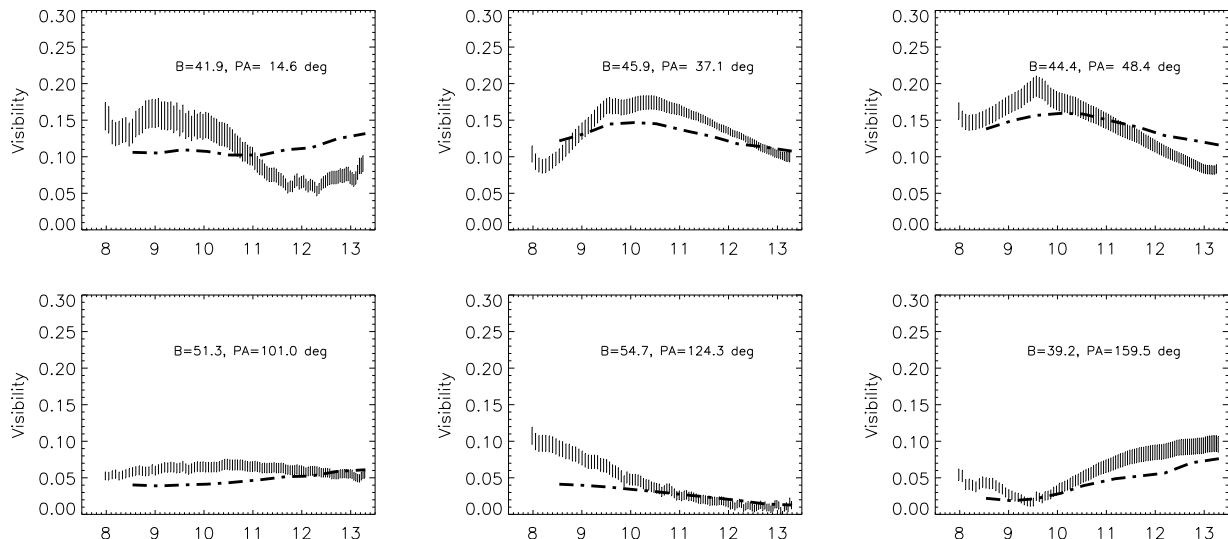 0.30
0.25
0.20
0.15
0.10
0.05
0.00
Visibility
B=41.9, PA= 14.6 deg
8 9 10 11 12 13
0.30
0.25
0.20
0.15
0.10
0.05
0.00
Visibility
B=45.9, PA= 37.1 deg
8 9 10 11 12 13
0.30
0.25
0.20
0.15
0.10
0.05
0.00
Visibility
B=44.4, PA= 48.4 deg
8 9 10 11 12 13
0.30
0.25
0.20
0.15
0.10
0.05
0.00
Visibility
B=51.3, PA=101.0 deg
8 9 10 11 12 13
0.30
0.25
0.20
0.15
0.10
0.05
0.00
Visibility
B=54.7, PA=124.3 deg
8 9 10 11 12 13
0.30
0.25
0.20
0.15
0.10
0.05
0.00
Visibility
B=39.2, PA=159.5 deg
8 9 10 11 12 13